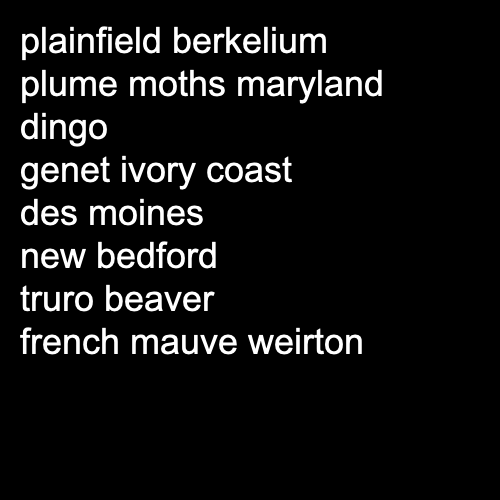 plainfield berkelium
plume moths maryland
dingo
genet ivory coast
des moines
new bedford
truro beaver
french mauve weirton